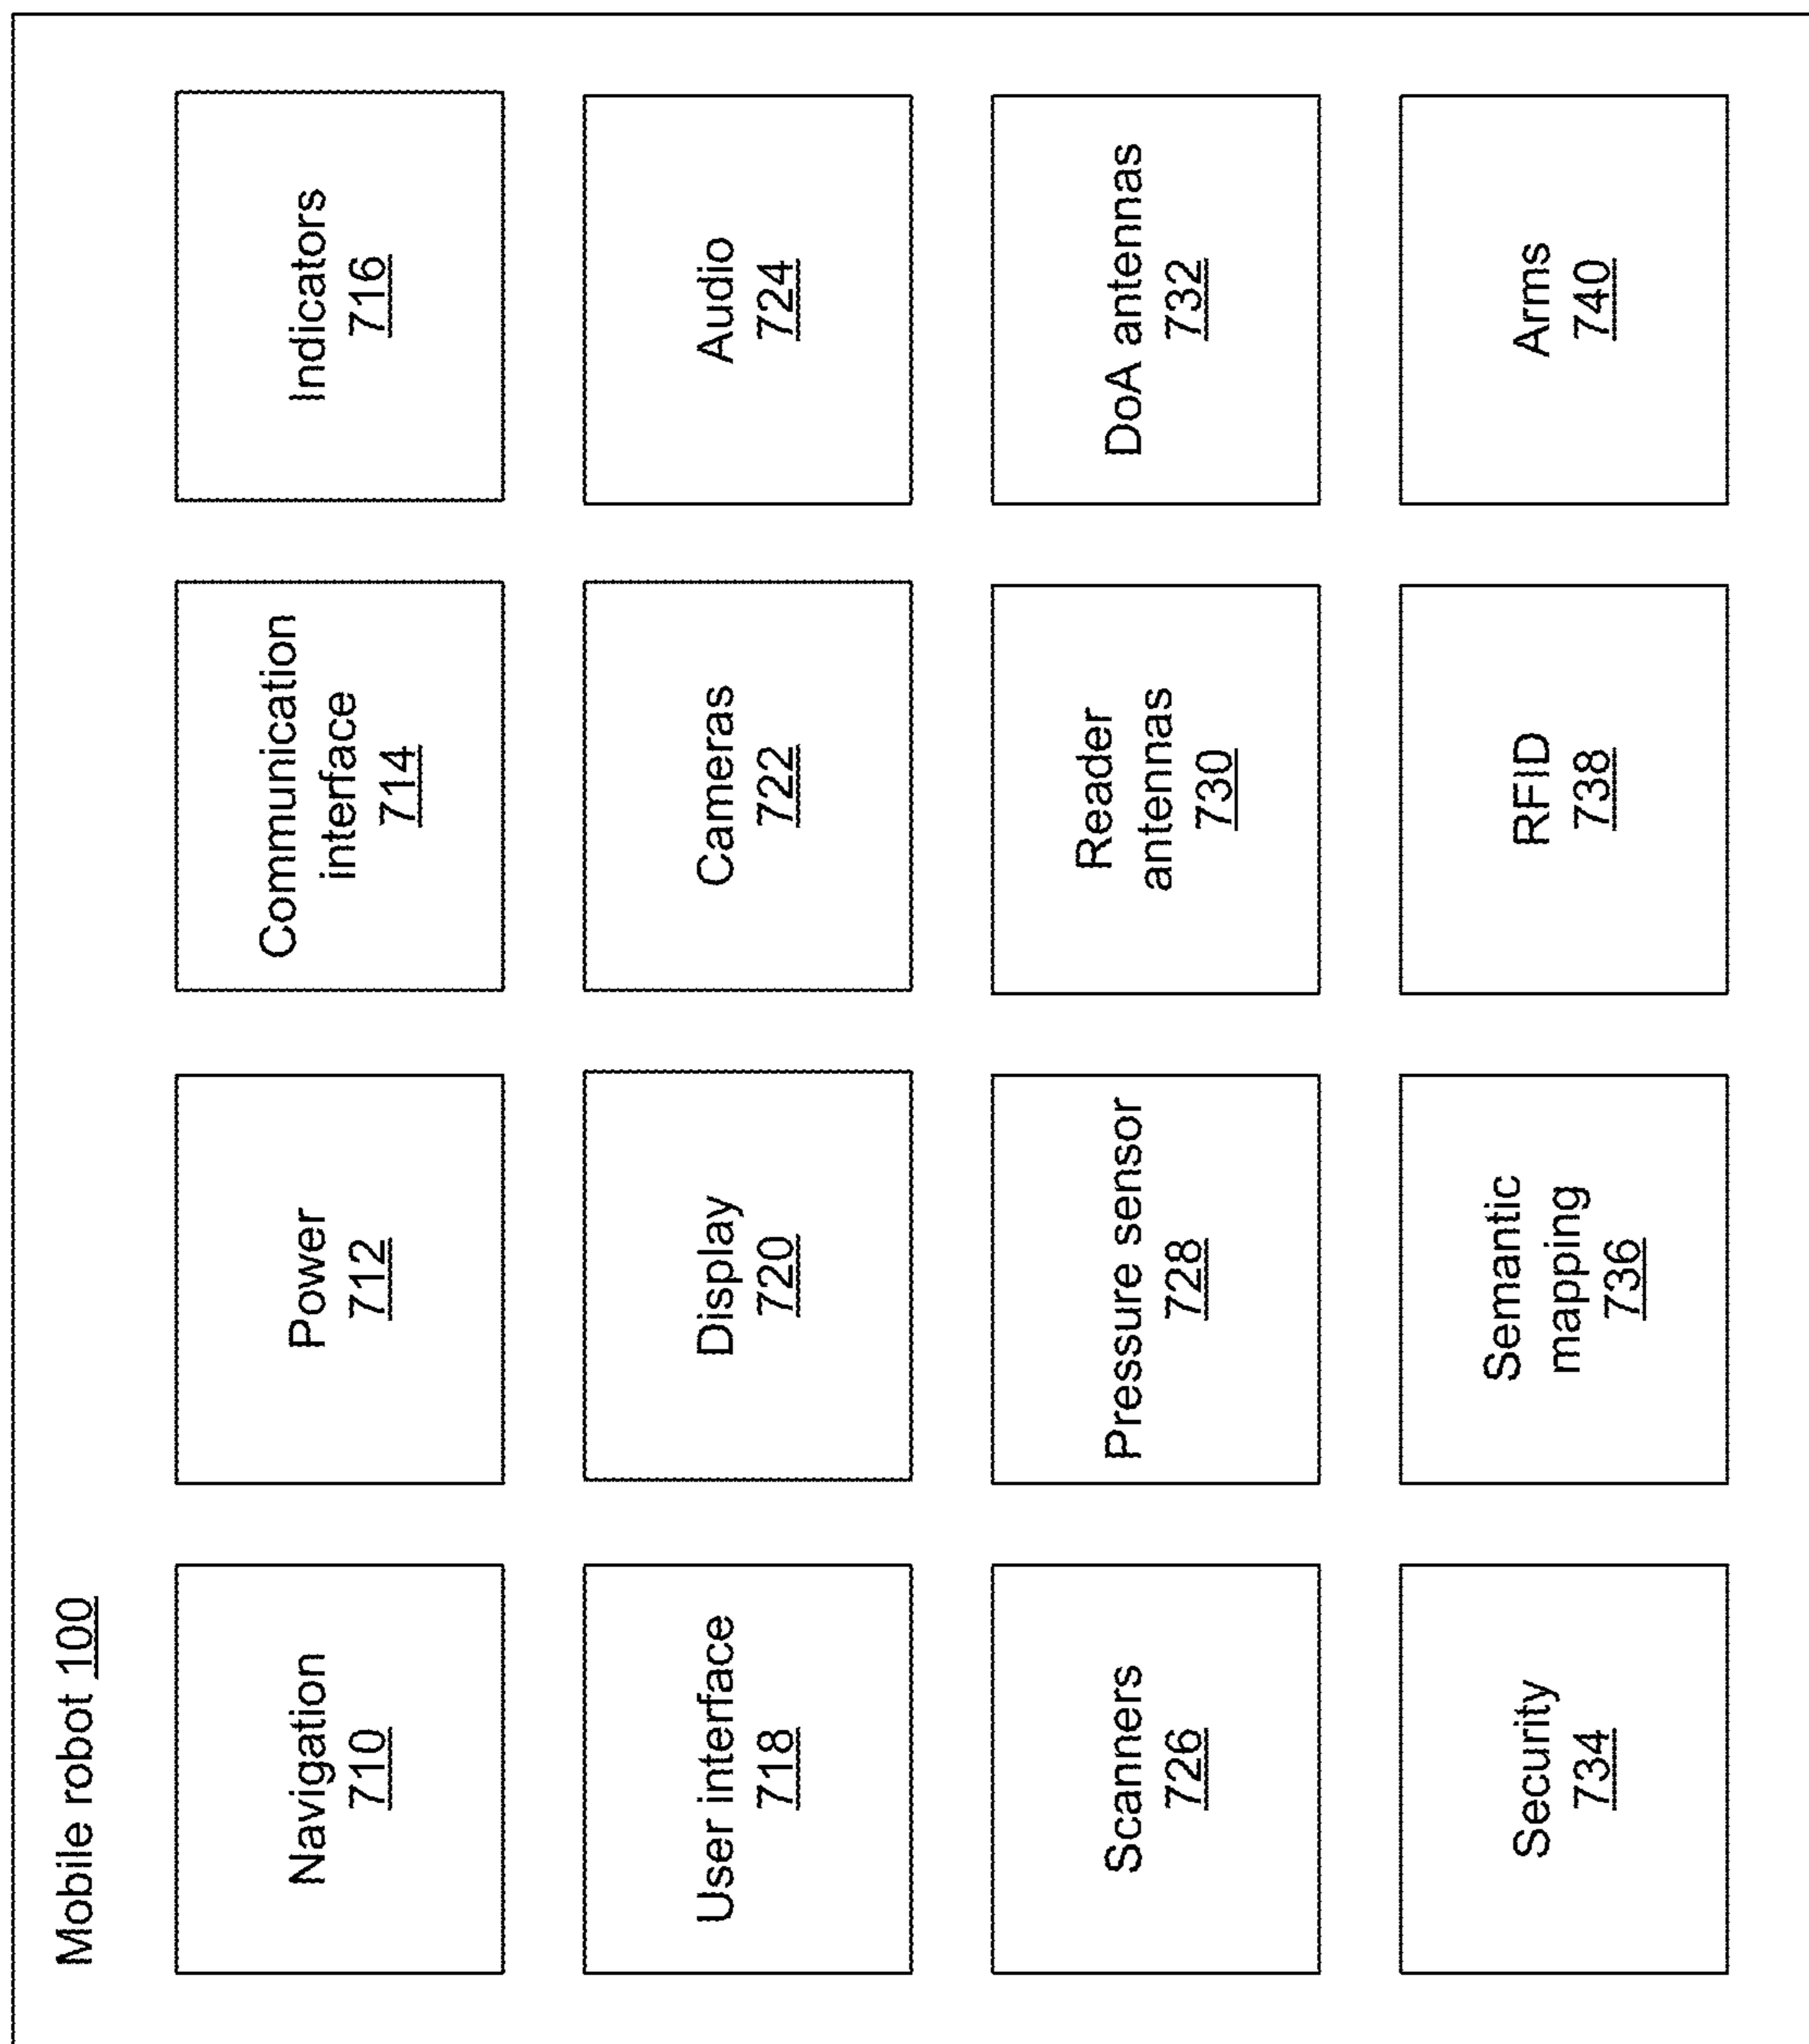 Mobile robot 100
Navigation
710
Power
712
Communication
interface
714
Indicators
716
User interface
718
Display
720
Cameras
722
Audio
724
Scanners
726
Pressure sensor
728
Reader
antennas
730
DoA antennas
732
Security
734
Semantic
mapping
736
RFID
738
Arms
740